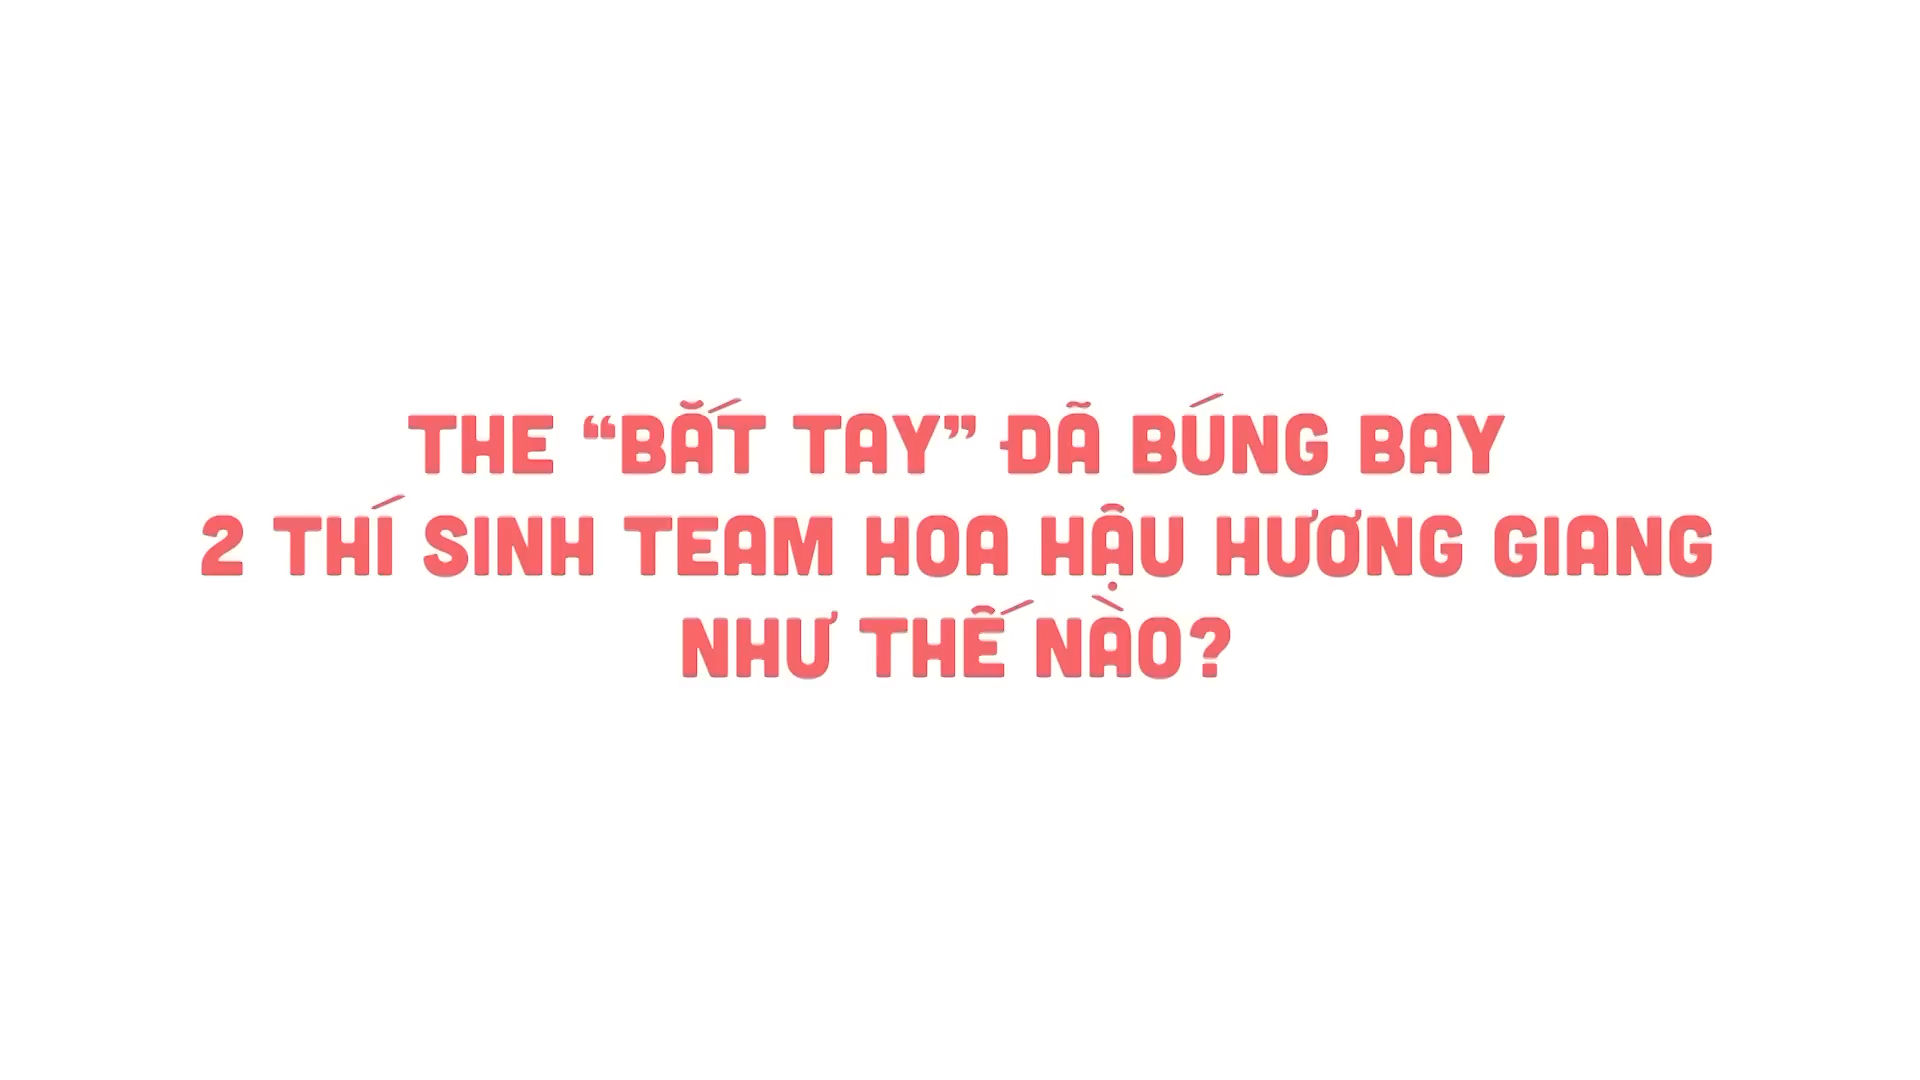 THE “BẮT TAY” ĐÃ BÚNG BAY
2 THÍ SINH TEAM HOA HẬU HƯƠNG GIANG
NHƯ THẾ NÀO?